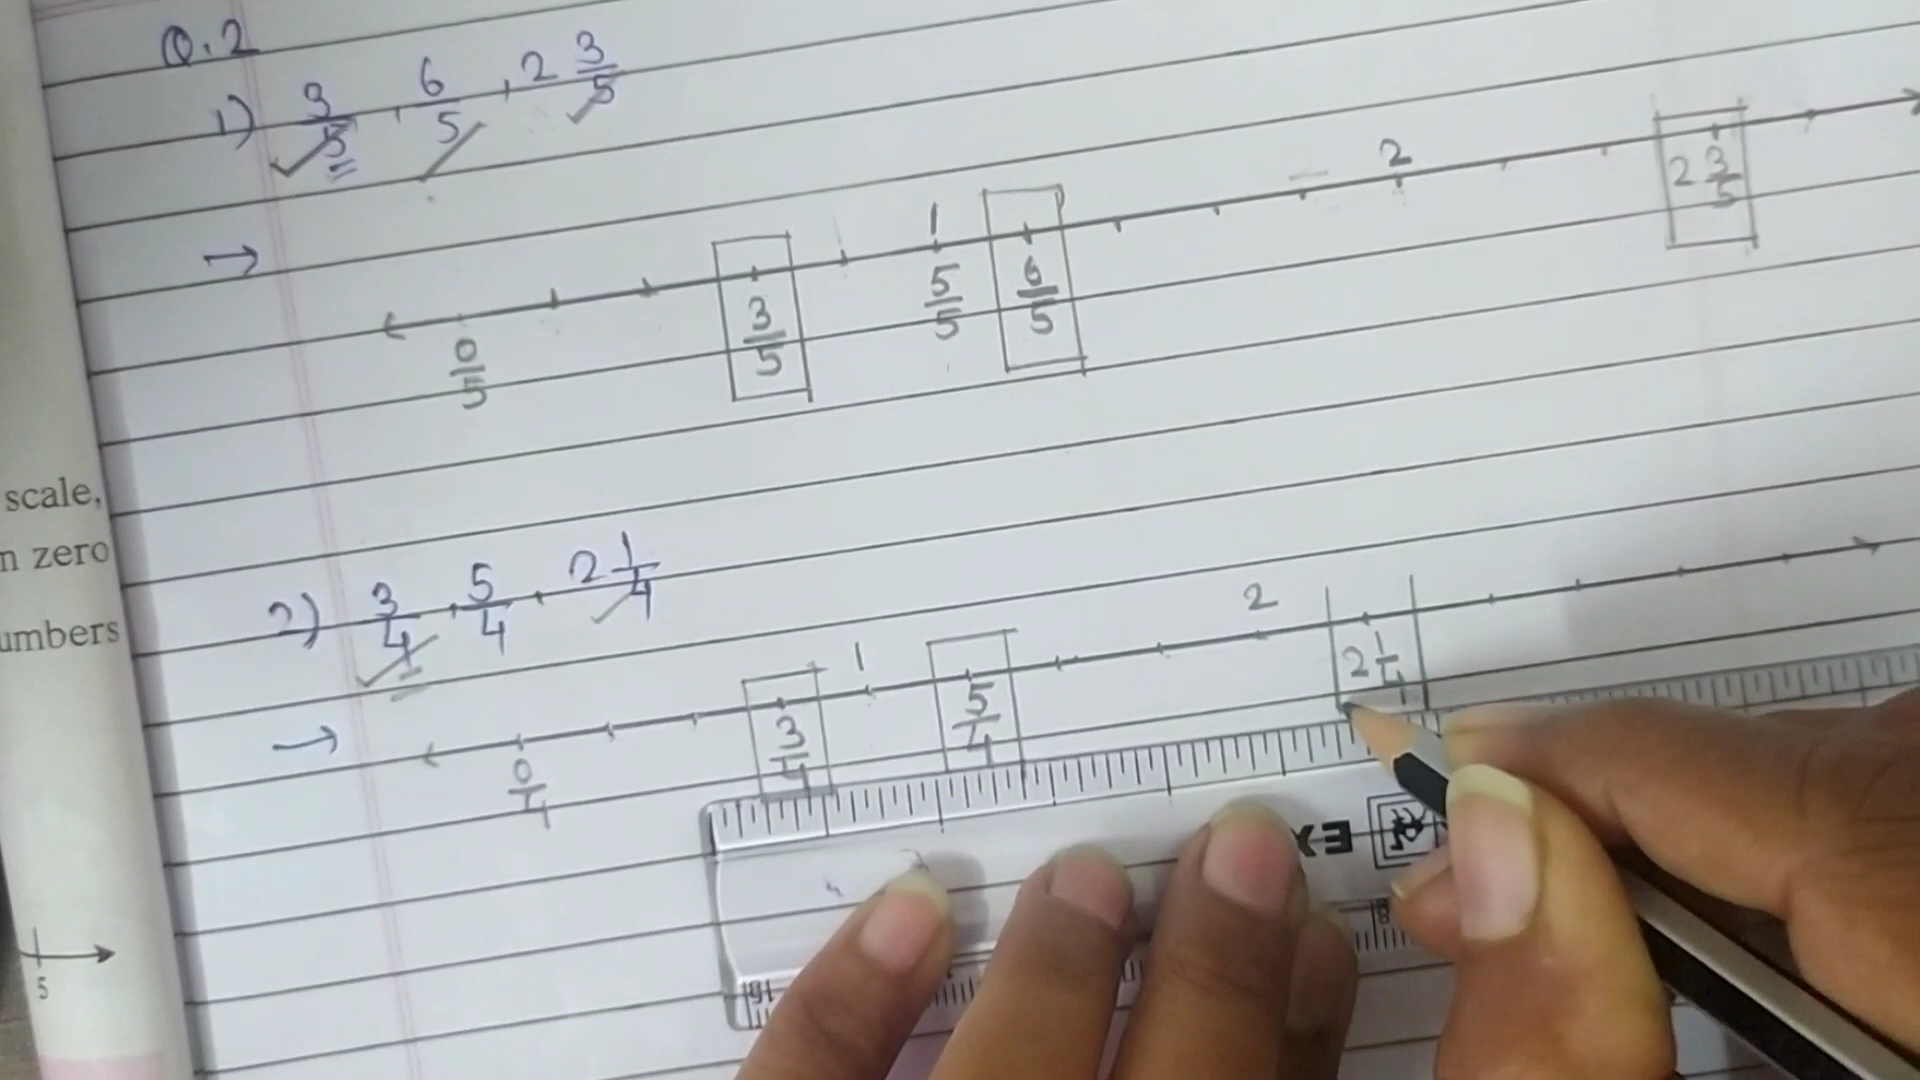 Q.2
1) 3/5, 6/5, 2 3/5
1 2
0/5 3/5 5/5 6/5 2 3/5
scale,
n zero
umbers
2) 3/4, 5/4, 2 1/4
1 2
0/4 3/4 5/4 2 1/4
5